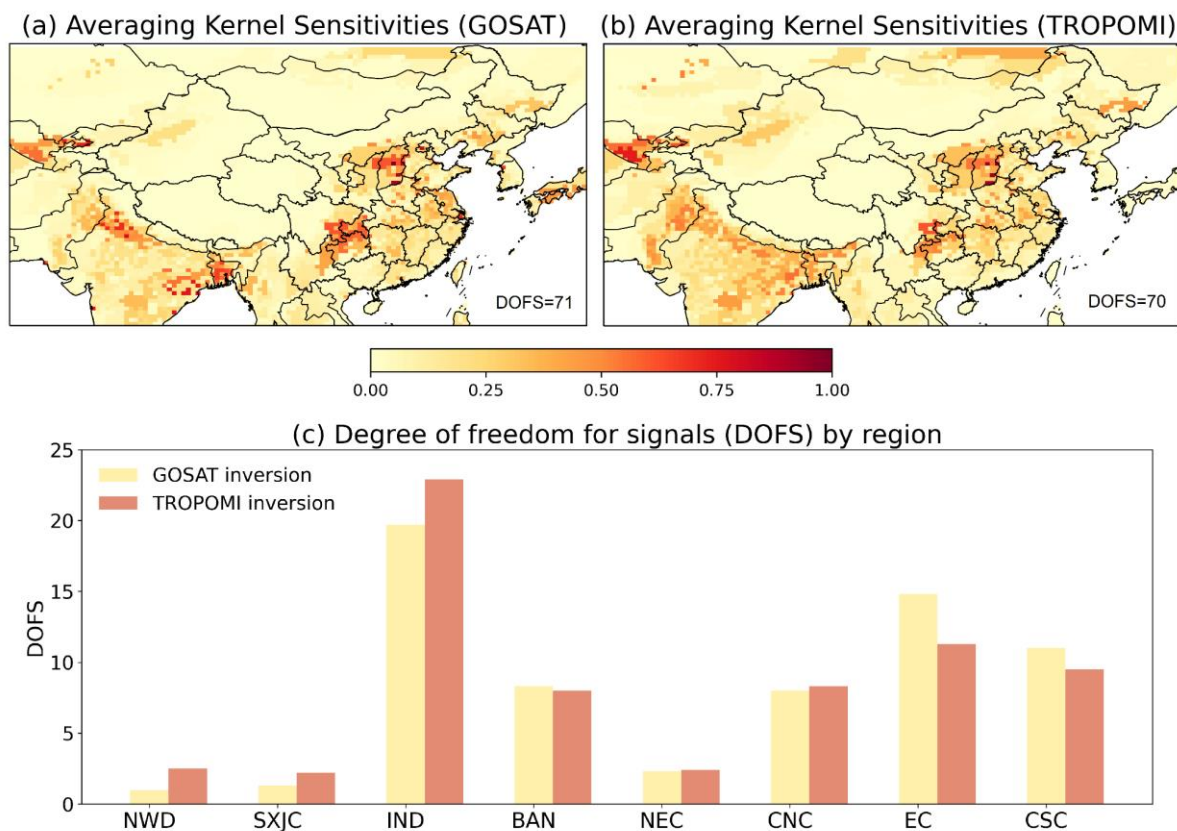 (a) Averaging Kernel Sensitivities (GOSAT)
(b) Averaging Kernel Sensitivities (TROPOMI)
DOFS=71
DOFS=70
0.00 0.25 0.50 0.75 1.00
(c) Degree of freedom for signals (DOFS) by region
25
GOSAT inversion
TROPOMI inversion
20
15
DOFS
10
5
0
NWD SXJC IND BAN NEC CNC EC CSC